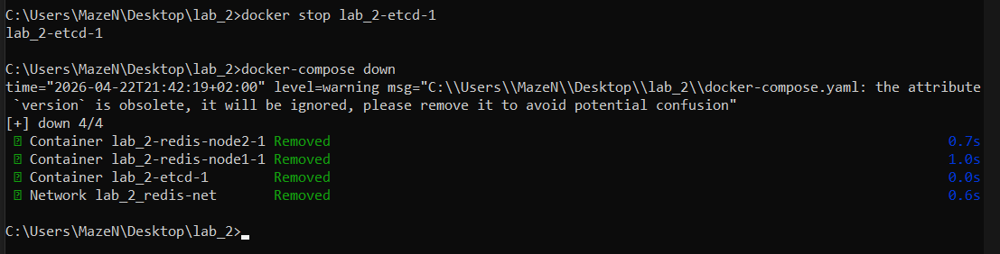 C:\Users\MazeN\Desktop\lab_2>docker stop lab_2-etcd-1
lab_2-etcd-1
C:\Users\MazeN\Desktop\lab_2>docker-compose down
time="2026-04-22T21:42:19+02:00" level=warning msg="C:\\Users\\MazeN\\Desktop\\lab_2\\docker-compose.yaml: the attribute
`version` is obsolete, it will be ignored, please remove it to avoid potential confusion"
[+] down 4/4
Container lab_2-redis-node2-1 Removed 0.7s
Container lab_2-redis-node1-1 Removed 1.0s
Container lab_2-etcd-1 Removed 0.0s
Network lab_2_redis-net Removed 0.6s
C:\Users\MazeN\Desktop\lab_2>